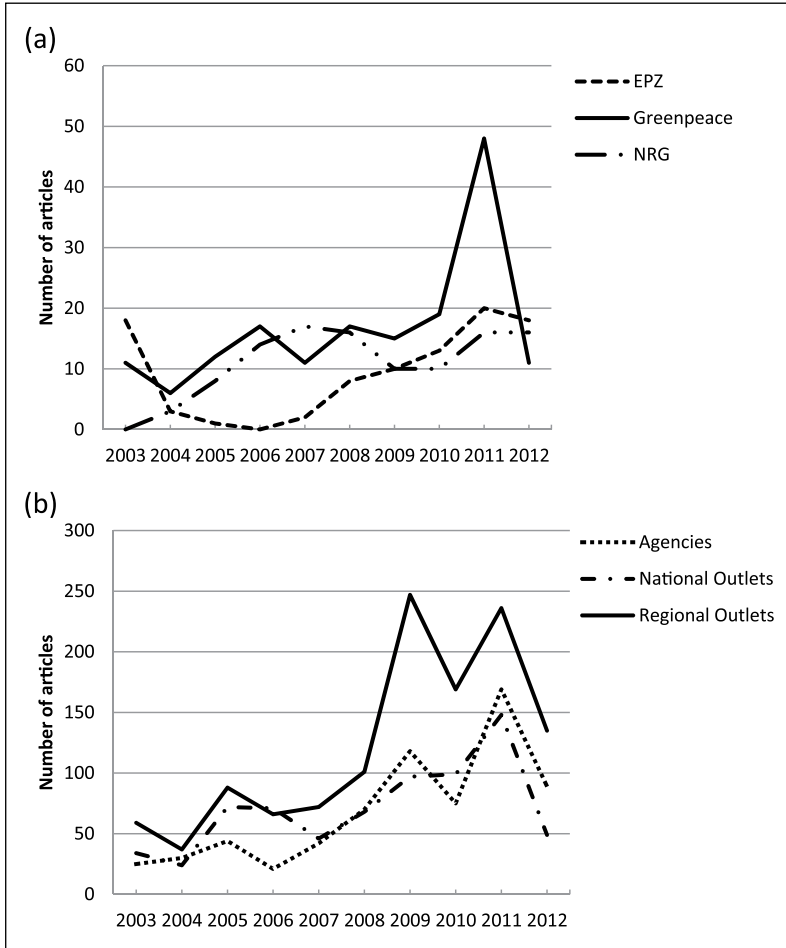 (a)
60
50
40
30
20
10
0
Number of articles
2003 2004 2005 2006 2007 2008 2009 2010 2011 2012
EPZ
Greenpeace
NRG
(b)
300
250
200
150
100
50
0
Number of articles
2003 2004 2005 2006 2007 2008 2009 2010 2011 2012
Agencies
National Outlets
Regional Outlets